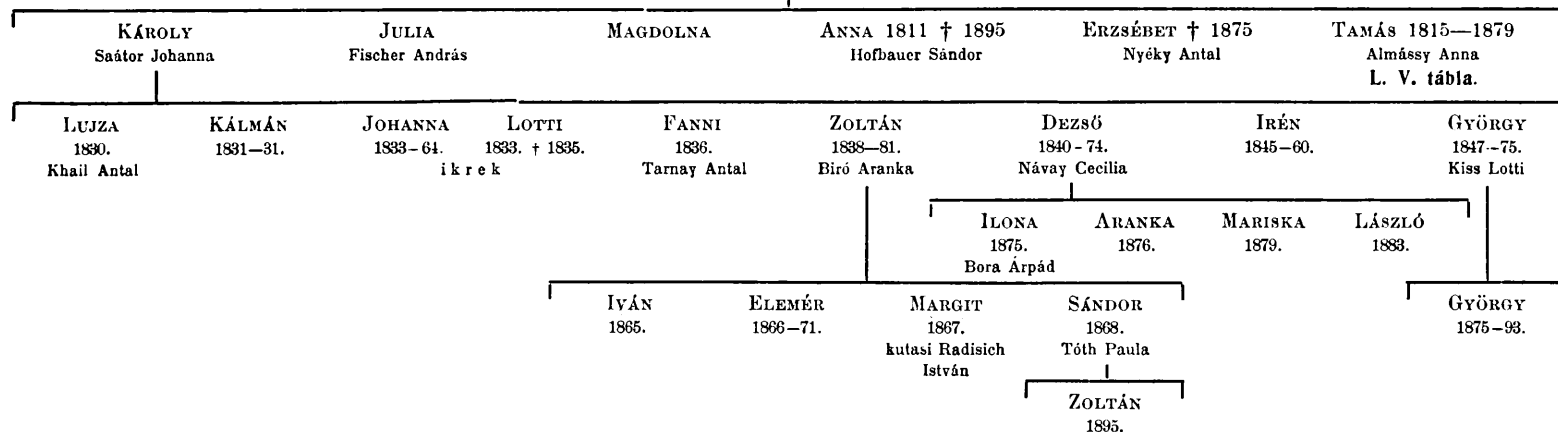 KÁROLY JULIA MAGDOLNA ANNA 1811 † 1895 ERZSÉBET † 1875 TAMÁS 1815—1879
Saátor Johanna Fischer András Hofbauer Sándor Nyéky Antal Almássy Anna
L. V. tábla.
LUJZA KÁLMÁN JOHANNA LOTTI FANNI ZOLTÁN DEZSŐ IRÉN GYÖRGY
1830. 1831—31. 1833-64. 1833. † 1835. 1836. 1838—81. 1840-74. 1845—60. 1847-75.
Khail Antal ikrek Tarnay Antal Biró Aranka Návay Cecilia Kiss Lotti
ILONA ARANKA MARISKA LÁSZLÓ
1875. 1876. 1879. 1883.
Bora Árpád
IVÁN ELEMÉR MARGIT SÁNDOR GYÖRGY
1865. 1866—71. 1867. 1868. 1875-93.
kutasi Radisich Tóth Paula
István
ZOLTÁN
1895.